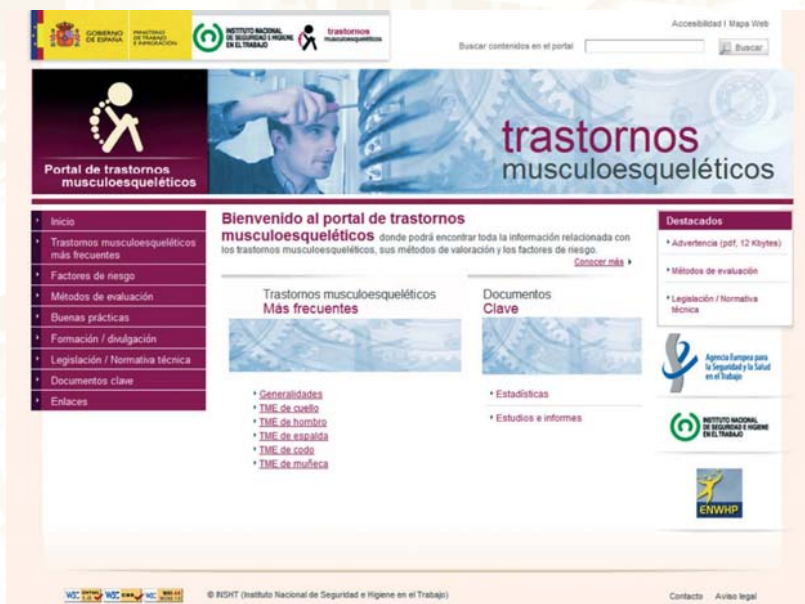 Accesibilidad | Mapa Web
GOBIERNO
DE ESPAÑA
MINISTERIO
DE TRABAJO
E INMIGRACIÓN
INSTITUTO NACIONAL
DE SEGURIDAD E HIGIENE
EN EL TRABAJO
trastornos
musculoesqueléticos
Buscar contenidos en el portal
Buscar
Portal de trastornos
musculoesqueléticos
trastornos
musculoesqueléticos
Inicio
Trastornos musculoesqueléticos
más frecuentes
Factores de riesgo
Métodos de evaluación
Buenas prácticas
Formación / divulgación
Legislación / Normativa técnica
Documentos clave
Enlaces
Bienvenido al portal de trastornos
musculoesqueléticos donde podrá encontrar toda la información relacionada con
los trastornos musculoesqueléticos, sus métodos de valoración y los factores de riesgo.
Conocer más
Trastornos musculoesqueléticos
Más frecuentes
Generalidades
TME de cuello
TME de hombro
TME de espalda
TME de codo
TME de muñeca
Documentos
Clave
Estadísticas
Estudios e informes
Destacados
Advertencia (pdf, 12 Kbytes)
Métodos de evaluación
Legislación / Normativa
técnica
Agencia Europea para
la Seguridad y la Salud
en el Trabajo
INSTITUTO NACIONAL
DE SEGURIDAD E HIGIENE
EN EL TRABAJO
ENWHP
W3C W3C W3C
© INSHT (Instituto Nacional de Seguridad e Higiene en el Trabajo)
Contacto Aviso legal